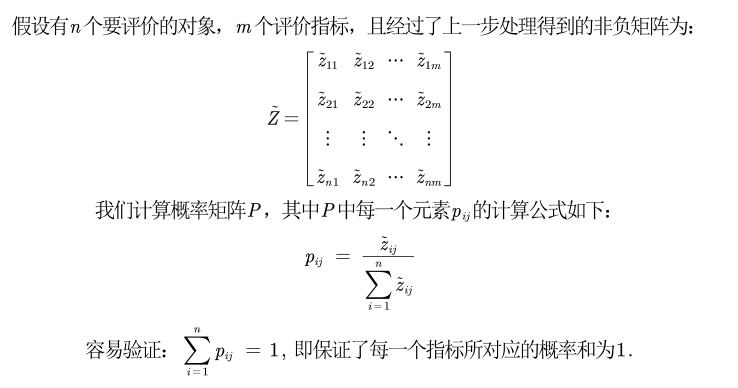 假设有n个要评价的对象，m个评价指标，且经过了上一步处理得到的非负矩阵为：
$$\tilde{Z} = \begin{bmatrix} \tilde{z}_{11} & \tilde{z}_{12} & \cdots & \tilde{z}_{1m} \\ \tilde{z}_{21} & \tilde{z}_{22} & \cdots & \tilde{z}_{2m} \\ \vdots & \vdots & \ddots & \vdots \\ \tilde{z}_{n1} & \tilde{z}_{n2} & \cdots & \tilde{z}_{nm} \end{bmatrix}$$
我们计算概率矩阵P，其中P中每一个元素$p_{ij}$的计算公式如下：
$$p_{ij} = \frac{\tilde{z}_{ij}}{\sum_{i=1}^{n} \tilde{z}_{ij}}$$
容易验证：$\sum_{i=1}^{n} p_{ij} = 1$, 即保证了每一个指标所对应的概率和为1.